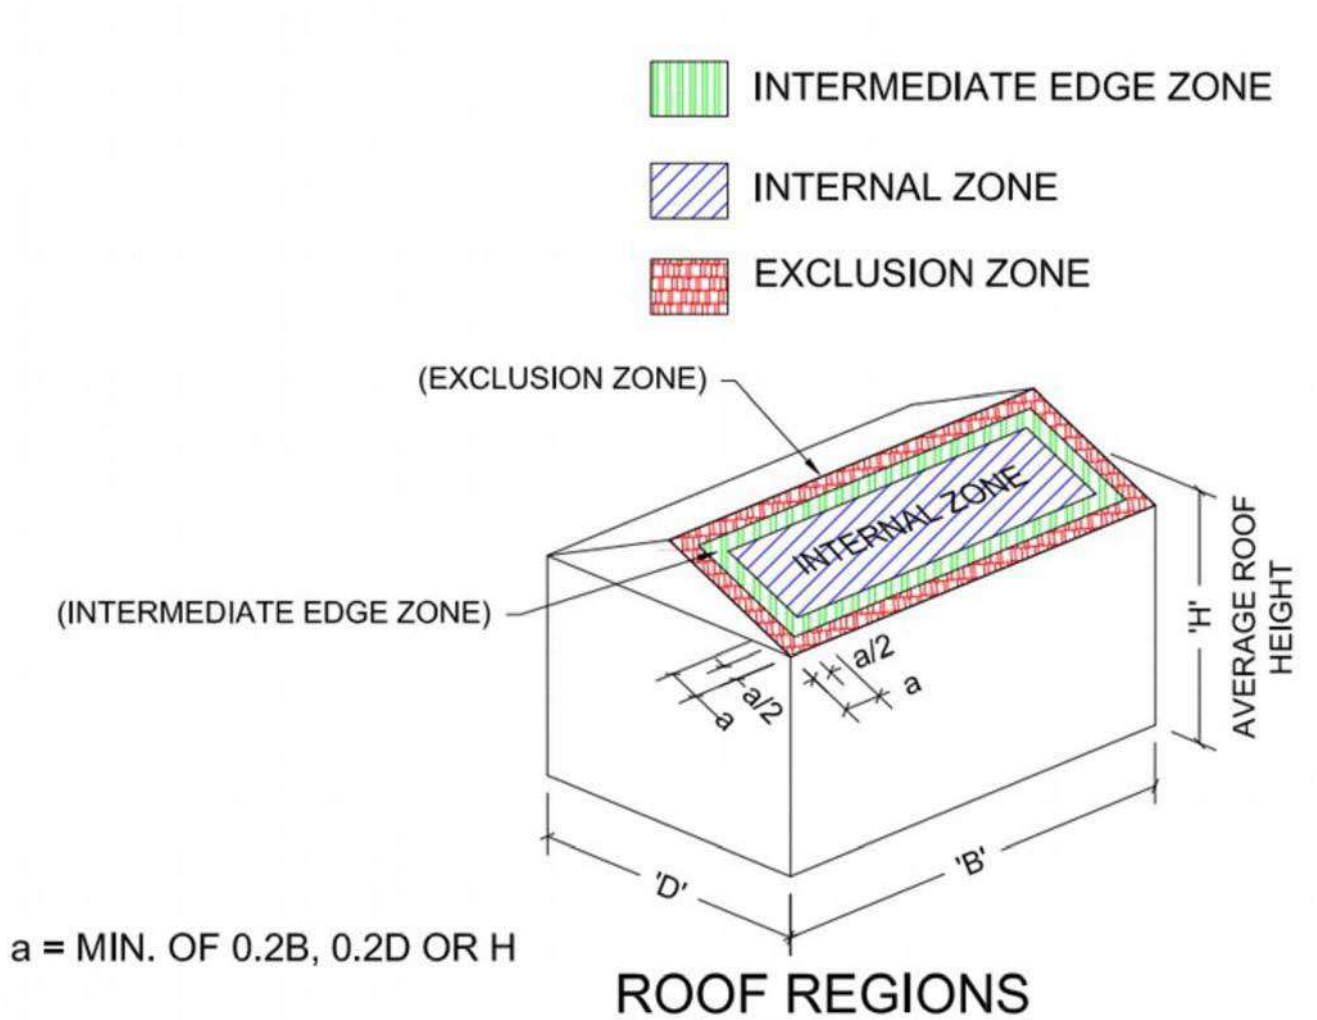 INTERMEDIATE EDGE ZONE
INTERNAL ZONE
EXCLUSION ZONE
(EXCLUSION ZONE)
INTERNAL ZONE
(INTERMEDIATE EDGE ZONE)
a/2
a
a/2
a
'H'
AVERAGE ROOF
HEIGHT
'D'
'B'
a = MIN. OF 0.2B, 0.2D OR H
ROOF REGIONS